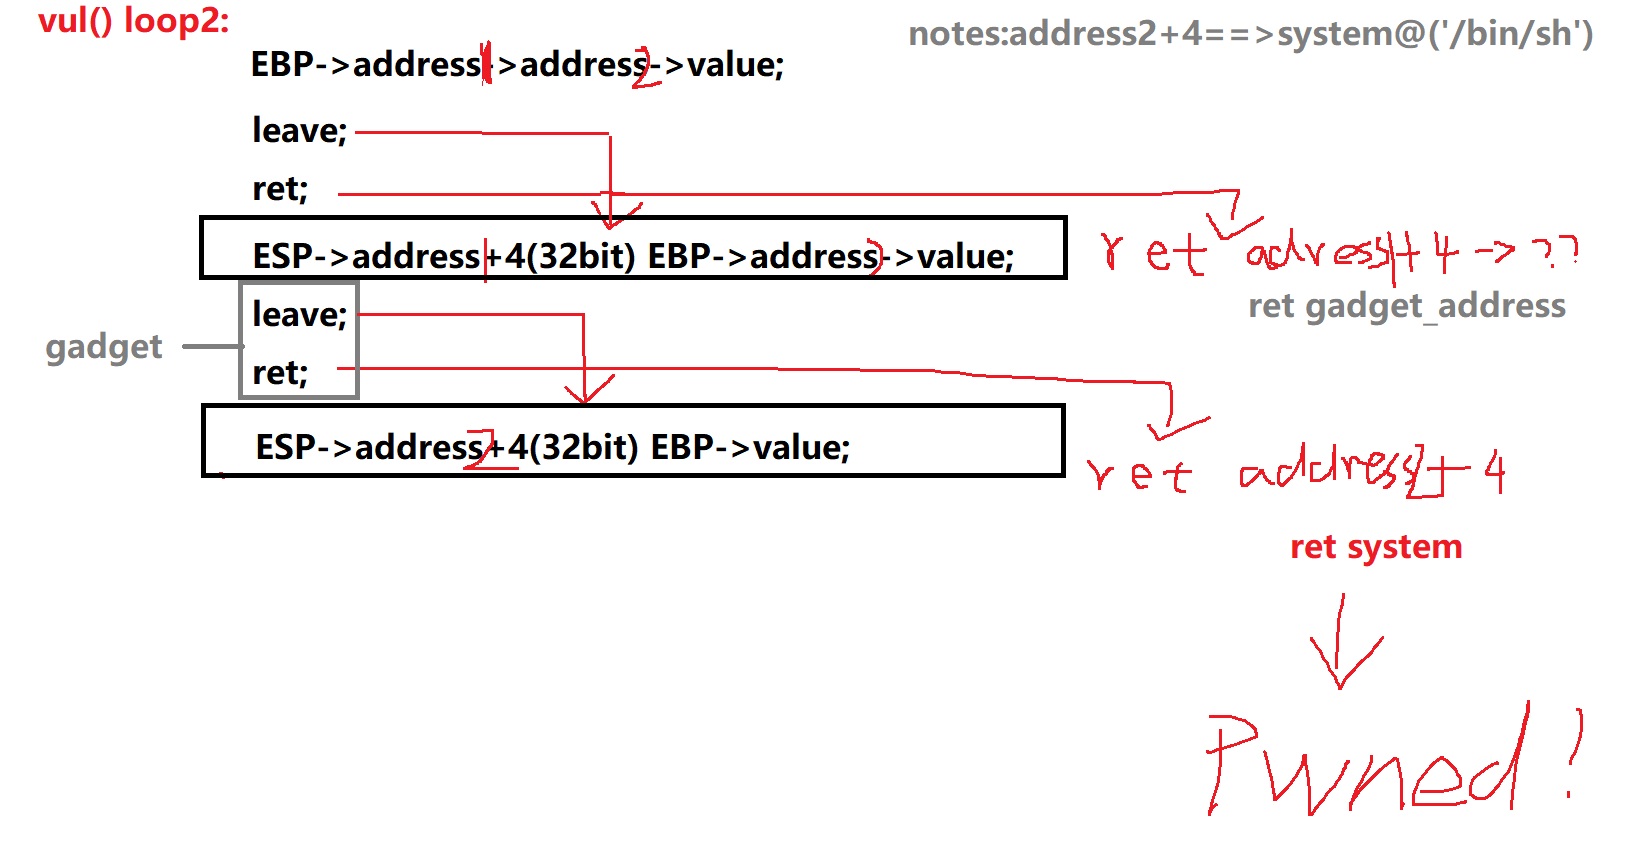 vul() loop2:
notes:address2+4==>system@('/bin/sh')
EBP->address1->address2->value;
leave;
ret;
ESP->address1+4(32bit) EBP->address2->value;
ret adress1+4->??
ret gadget_address
leave;
gadget
ret;
ESP->address2+4(32bit) EBP->value;
ret address2+4
ret system
Pwned!